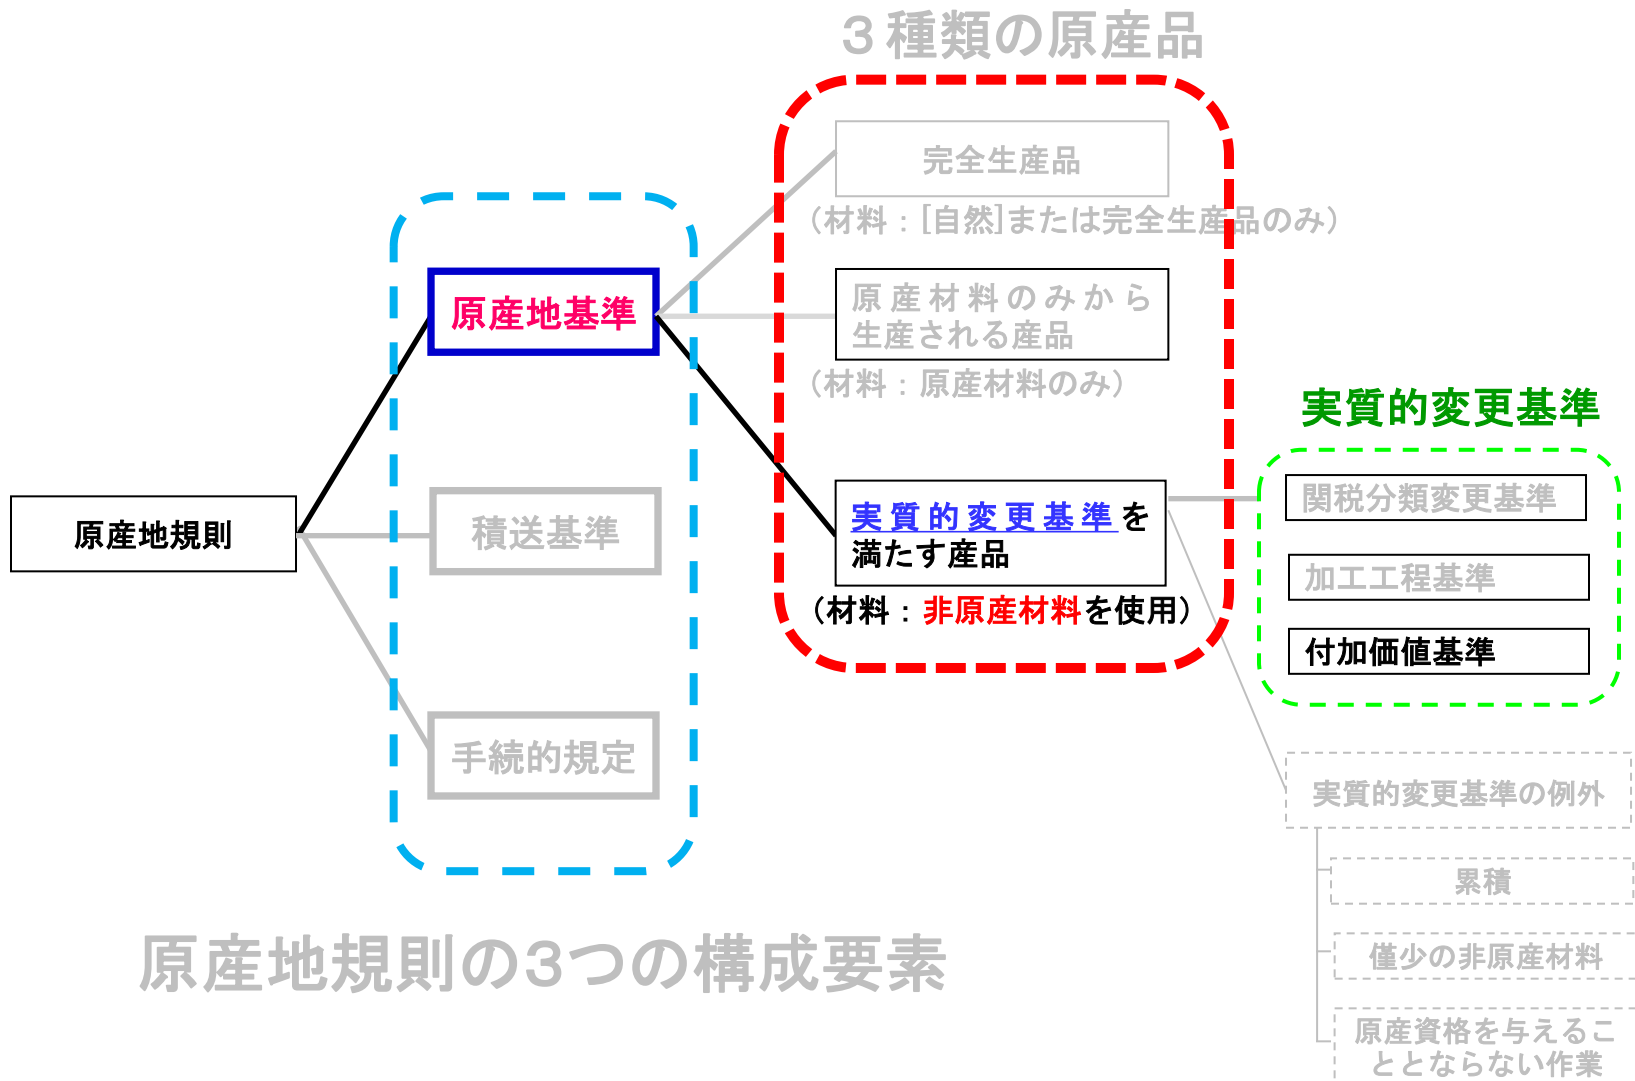 ３種類の原産品
完全生産品
（材料：[自然]または完全生産品のみ）
原産地基準
原産材料のみから
生産される産品
（材料：原産材料のみ）
実質的変更基準
関税分類変更基準
原産地規則
積送基準
実質的変更基準を
満たす産品
（材料：非原産材料を使用）
加工工程基準
付加価値基準
手続的規定
実質的変更基準の例外
累積
僅少の非原産材料
原産資格を与えるこ
ととならない作業
原産地規則の3つの構成要素